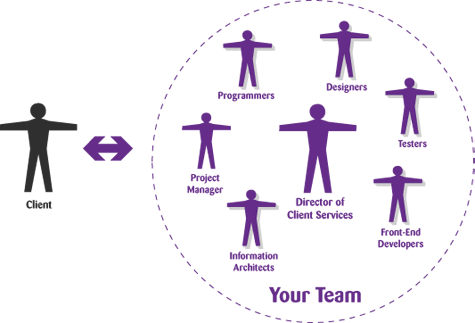 Programmers
Designers
Testers
Project
Manager
Client
Director of
Client Services
Front-End
Developers
Information
Architects
Your Team